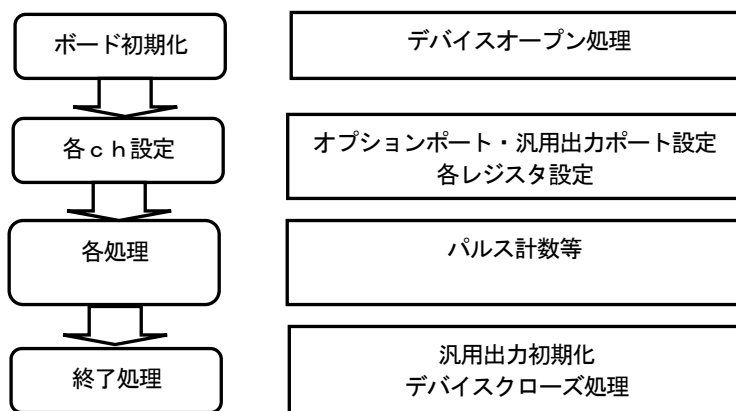 ボード初期化
デバイスオープン処理
各ｃｈ設定
オプションポート・汎用出力ポート設定
各レジスタ設定
各処理
パルス計数等
終了処理
汎用出力初期化
デバイスクローズ処理